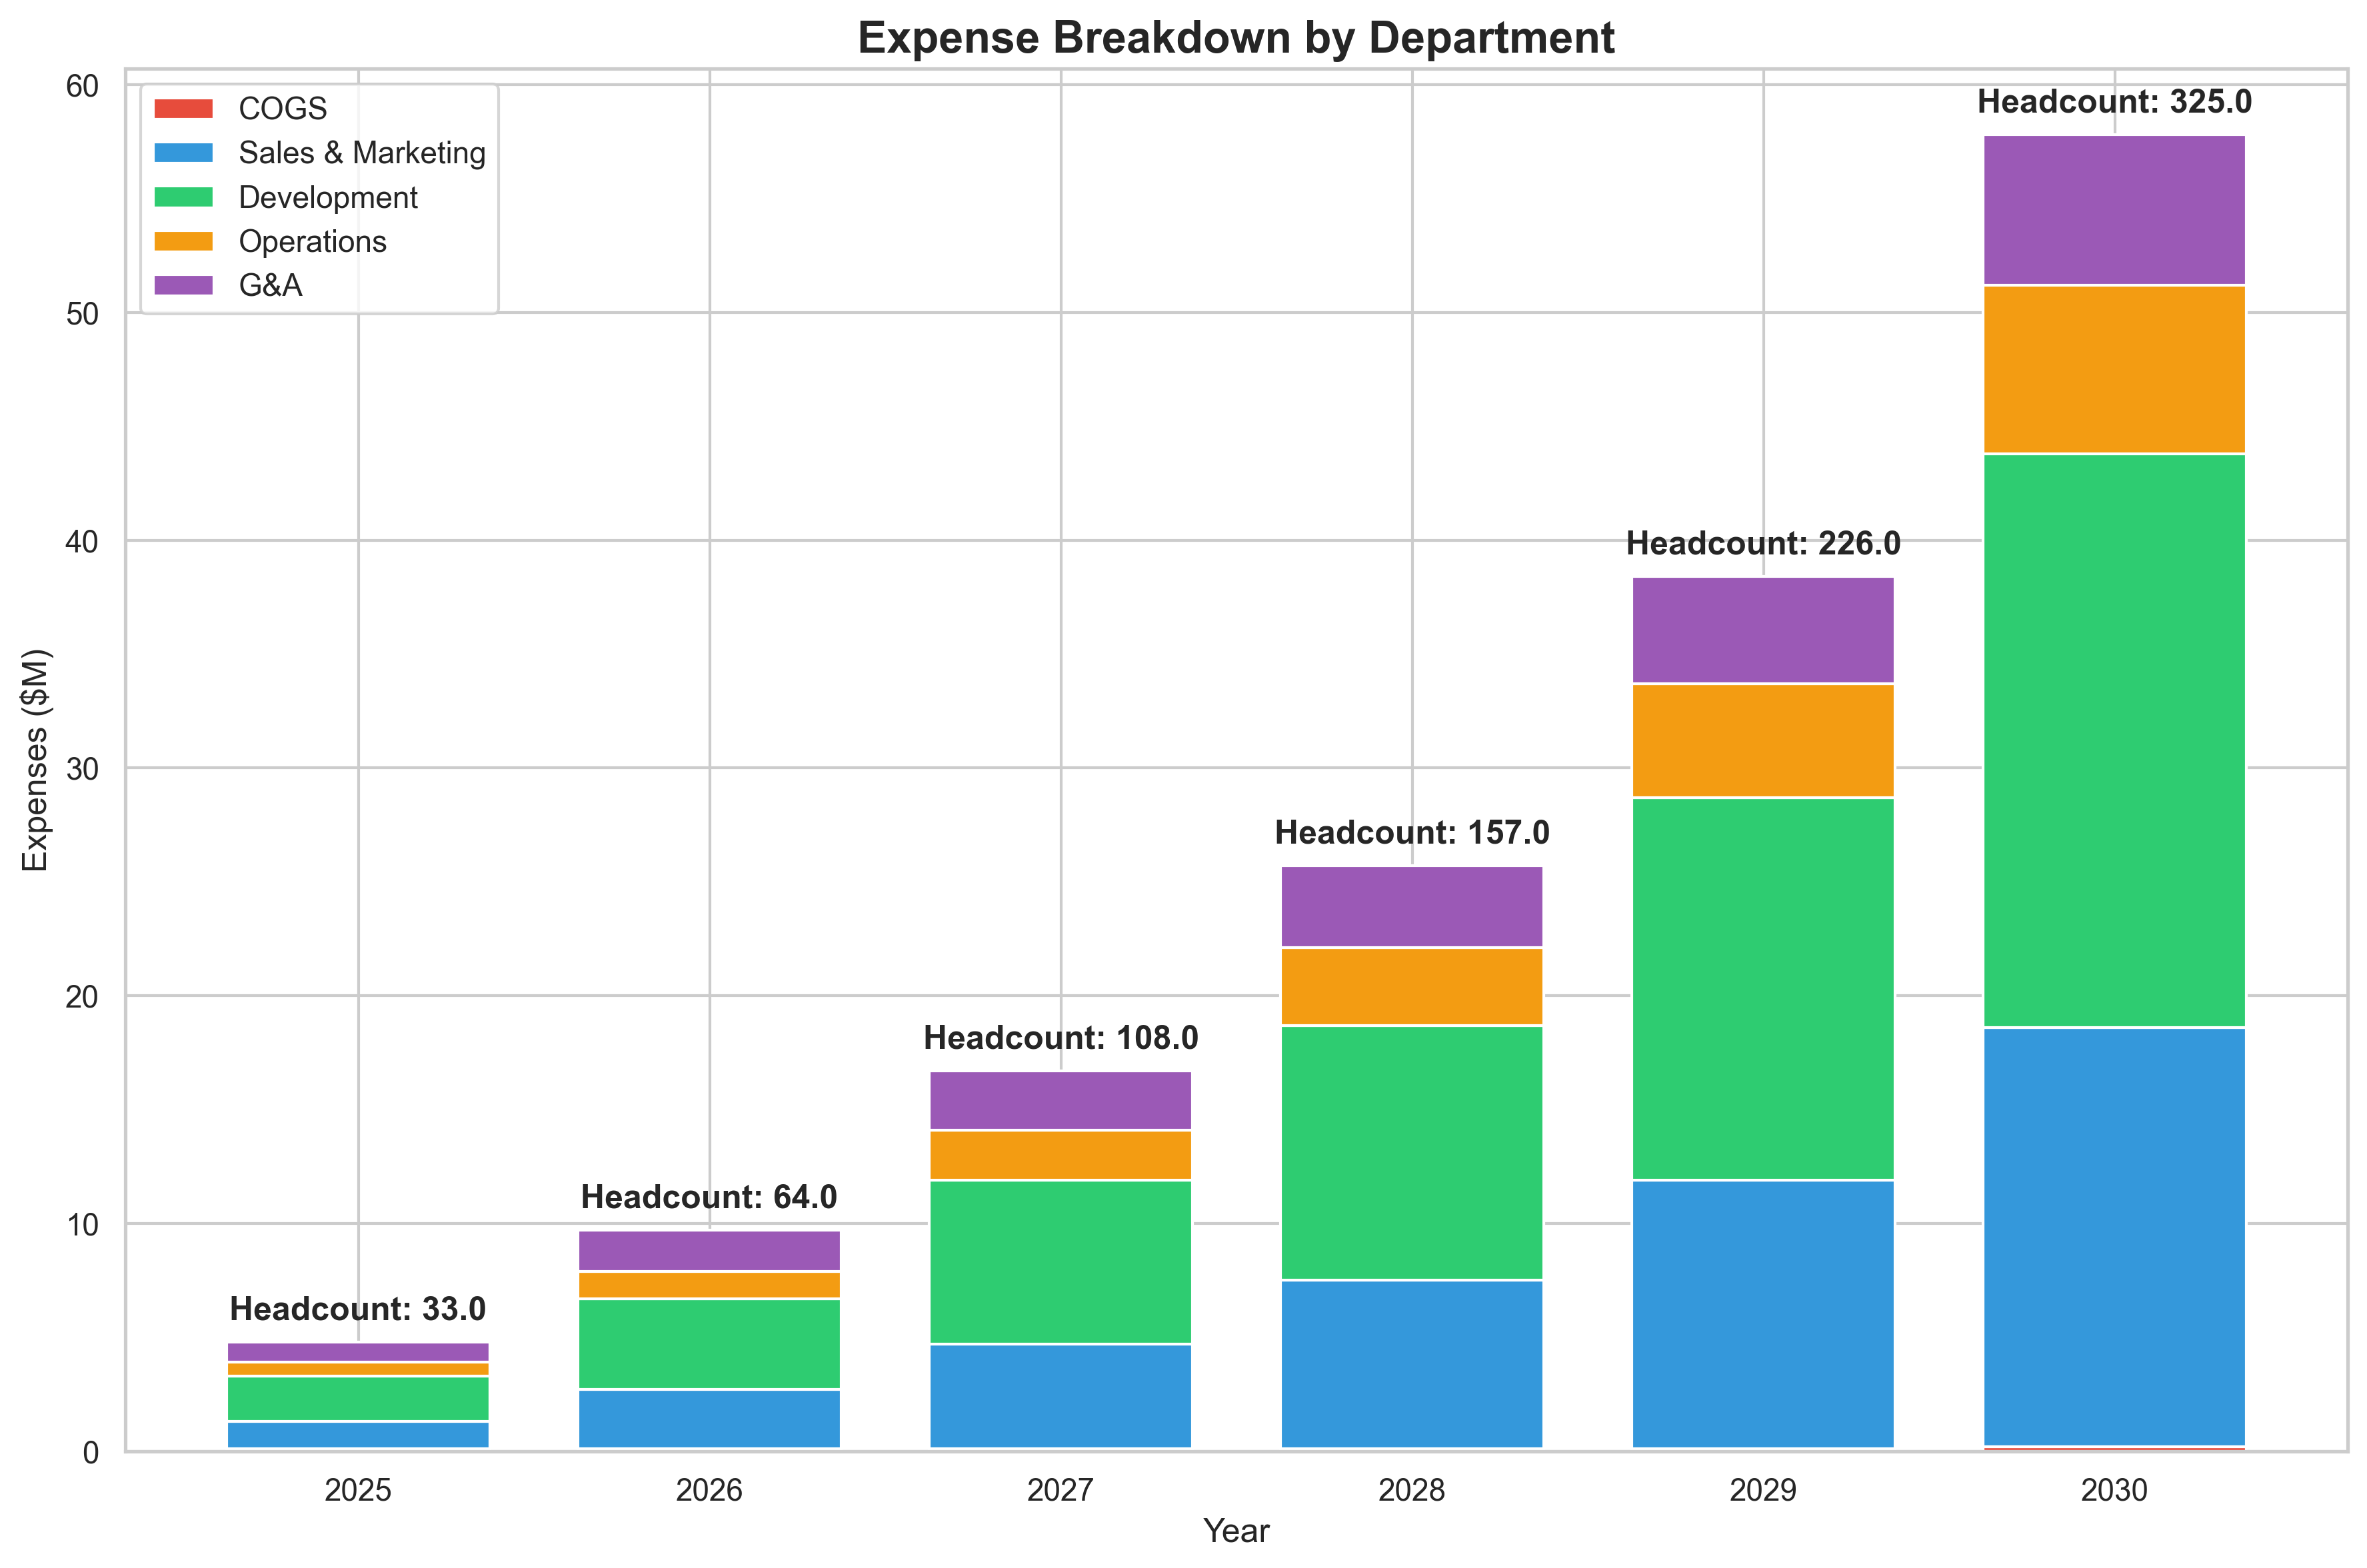 Expense Breakdown by Department
60
50
40
30
20
10
0
Expenses ($M)
COGS
Sales & Marketing
Development
Operations
G&A
Headcount: 33.0
Headcount: 64.0
Headcount: 108.0
Headcount: 157.0
Headcount: 226.0
Headcount: 325.0
2025
2026
2027
2028
2029
2030
Year